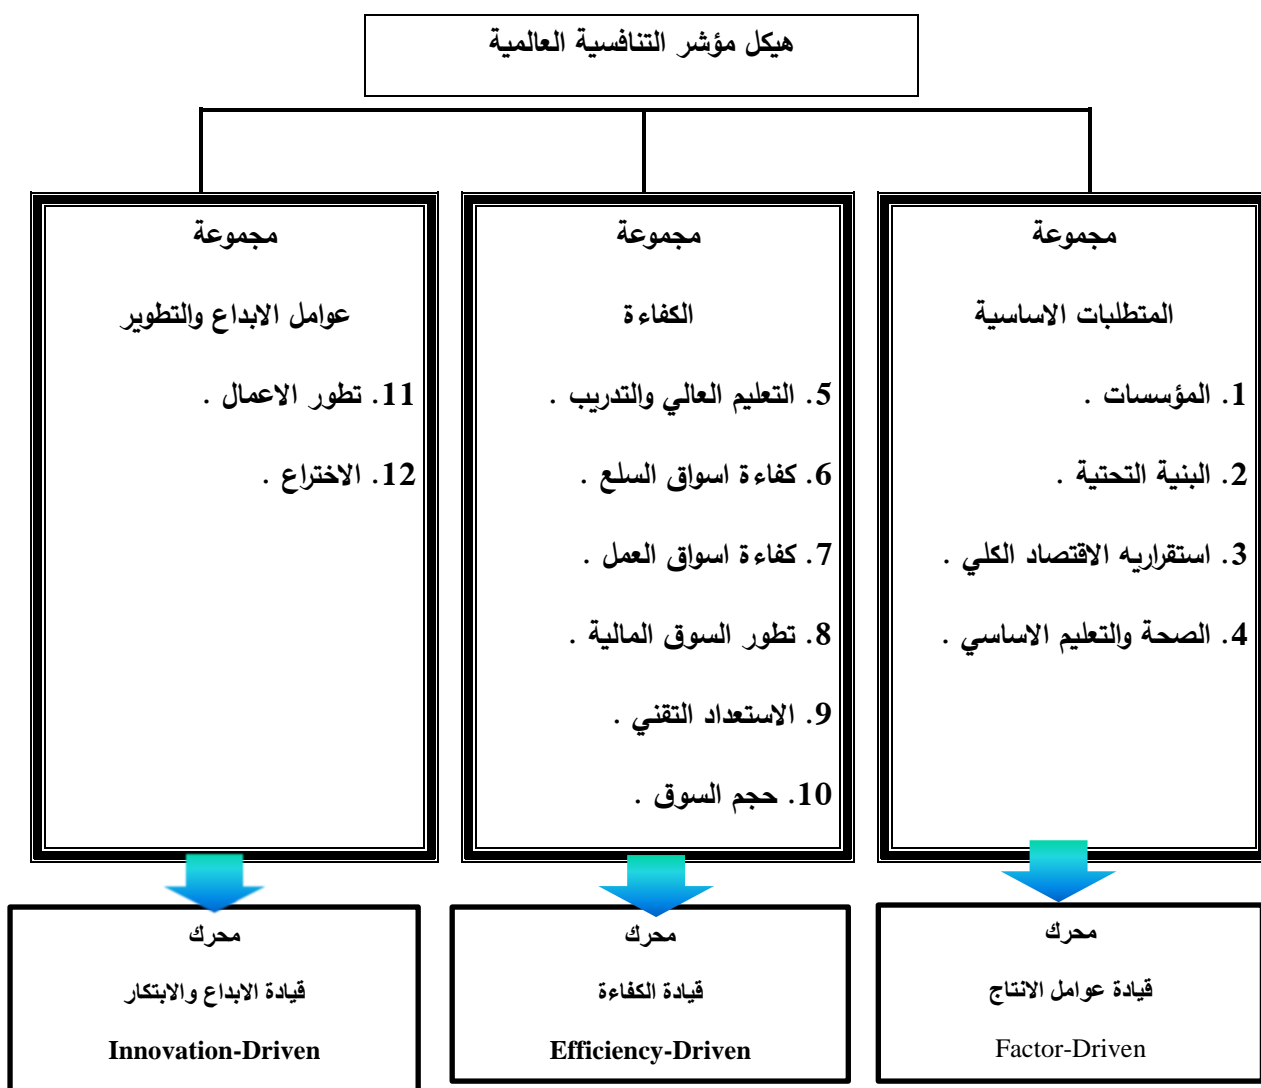 هيكل مؤشر التنافسية العالمية
مجموعة
المتطلبات الاساسية
1. المؤسسات .
2. البنية التحتية .
3. استقراريه الاقتصاد الكلي .
4. الصحة والتعليم الاساسي .
مجموعة
الكفاءة
5. التعليم العالي والتدريب .
6. كفاءة اسواق السلع .
7. كفاءة اسواق العمل .
8. تطور السوق المالية .
9. الاستعداد التقني .
10. حجم السوق .
مجموعة
عوامل الابداع والتطوير
11. تطور الاعمال .
12. الاختراع .
محرك
قيادة عوامل الانتاج
Factor-Driven
محرك
قيادة الكفاءة
Efficiency-Driven
محرك
قيادة الابداع والابتكار
Innovation-Driven